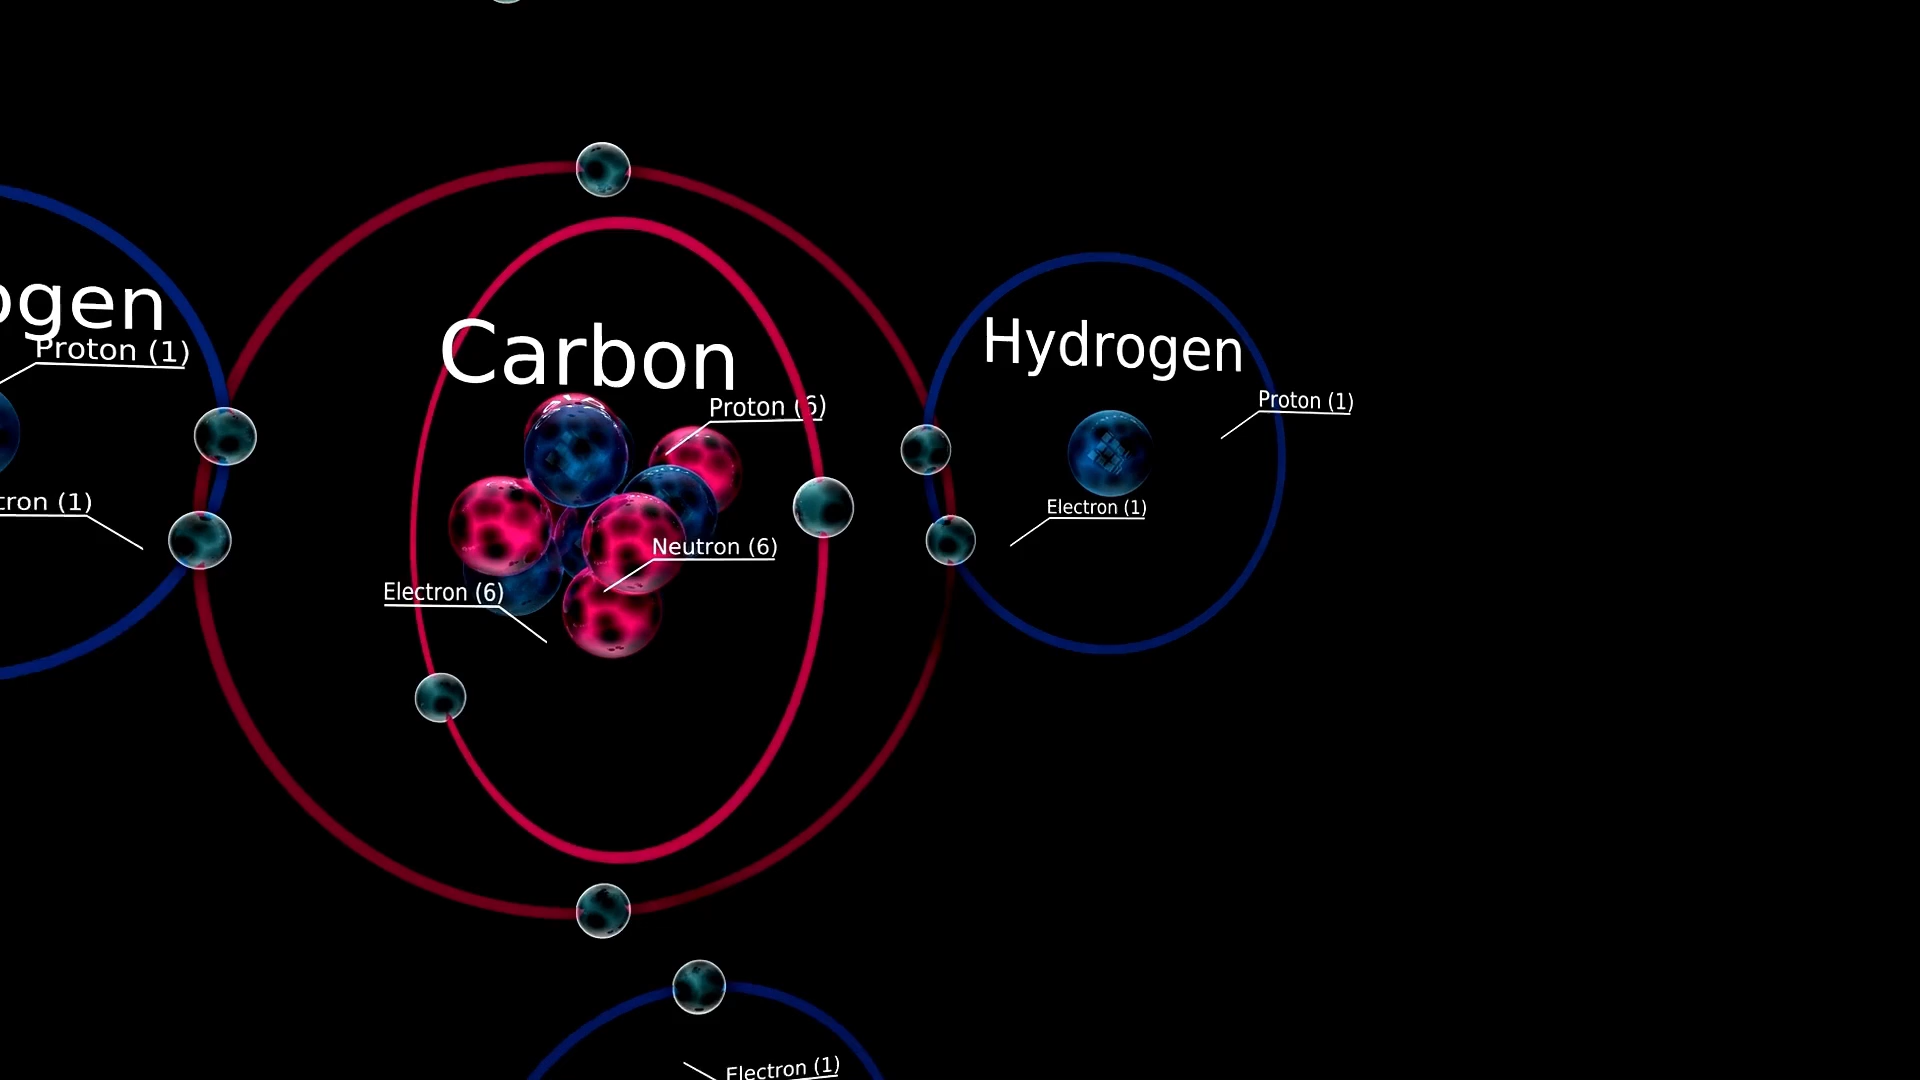 ogen
Proton (1)
tron (1)
Carbon
Proton (6)
Neutron (6)
Electron (6)
Hydrogen
Proton (1)
Electron (1)
Electron (1)